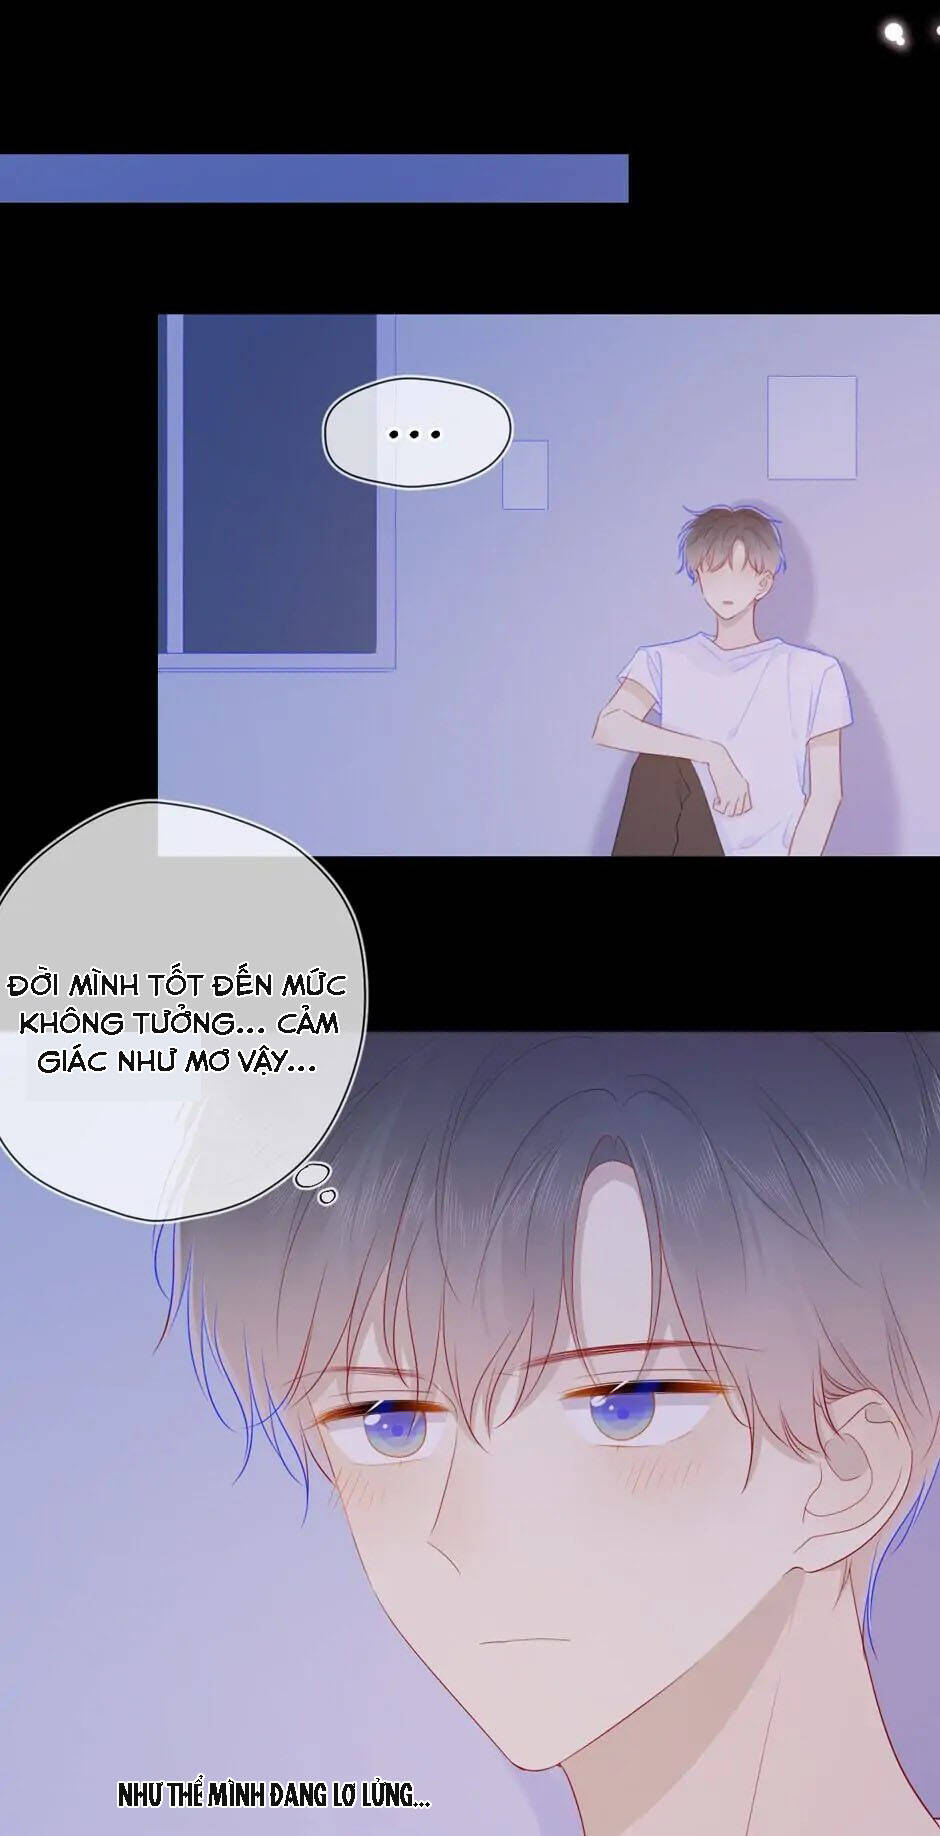 ...
ĐỜI MÌNH TỐT ĐẾN MỨC
KHÔNG TƯỞNG... CẢM
GIÁC NHƯ MƠ VẬY...
NHƯ THỂ MÌNH ĐANG LƠ LỬNG...